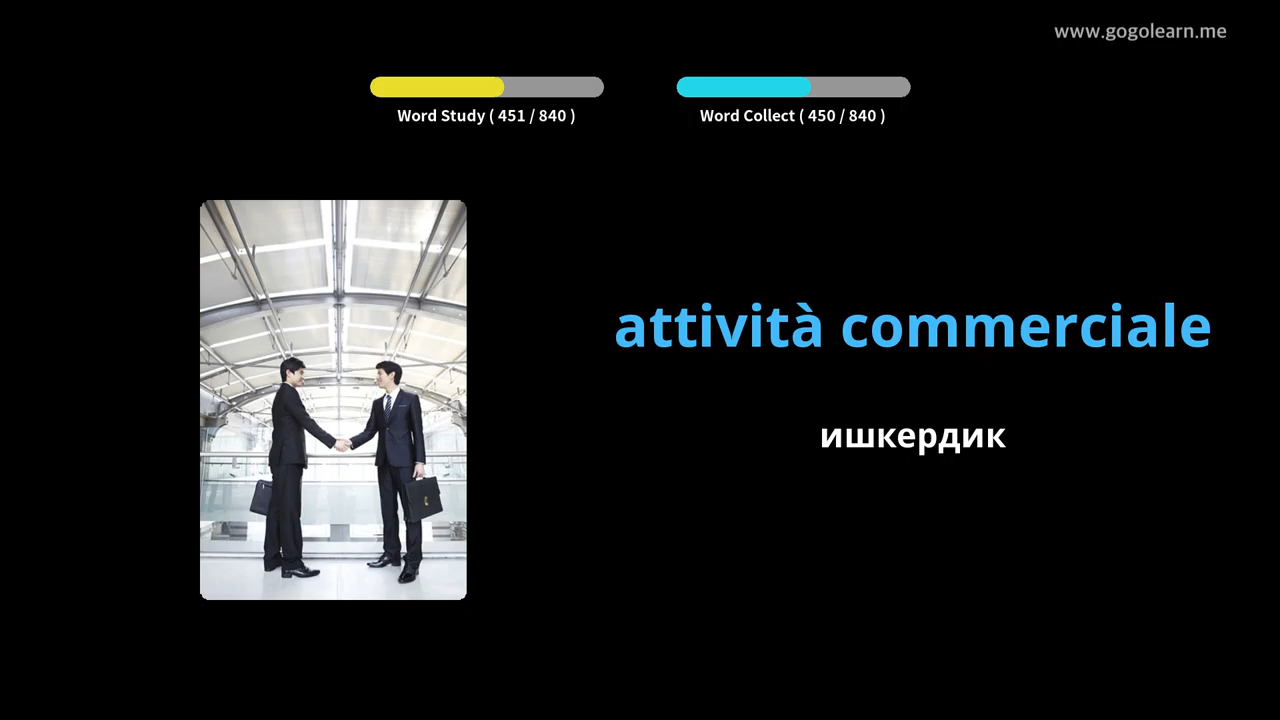 www.gogolearn.me
Word Study ( 451 / 840 )
Word Collect ( 450 / 840 )
attività commerciale
ишкердик